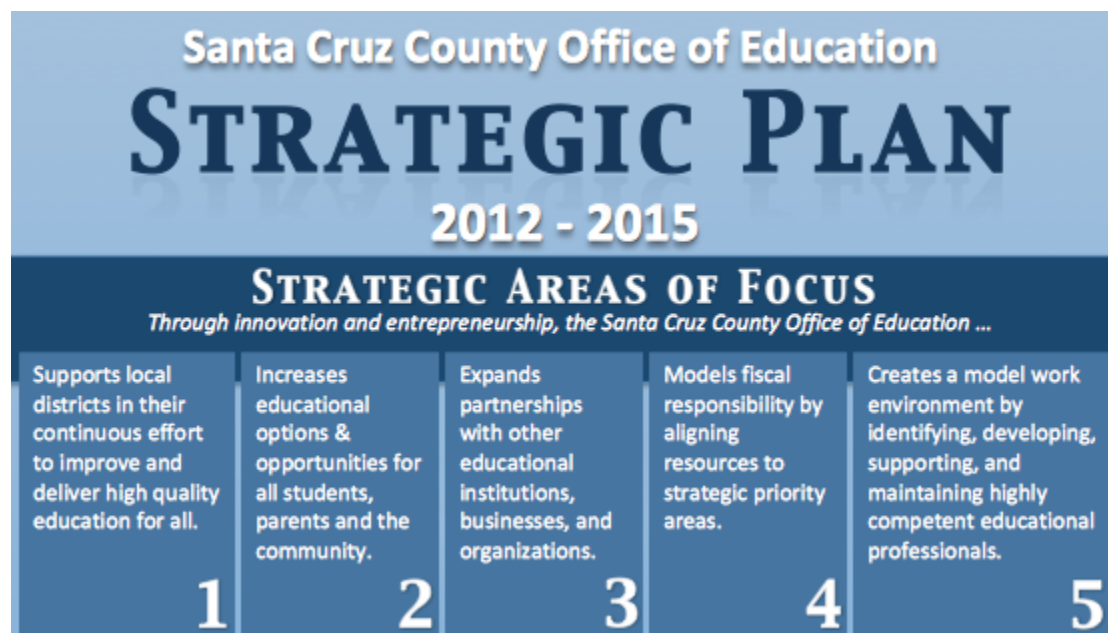 Santa Cruz County Office of Education
STRATEGIC PLAN
2012 - 2015
STRATEGIC AREAS OF FOCUS
Through innovation and entrepreneurship, the Santa Cruz County Office of Education ...
Supports local
districts in their
continuous effort
to improve and
deliver high quality
education for all.
1
Increases
educational
options &
opportunities for
all students,
parents and the
community.
2
Expands
partnerships
with other
educational
institutions,
businesses, and
organizations.
3
Models fiscal
responsibility by
aligning
resources to
strategic priority
areas.
4
Creates a model work
environment by
identifying, developing,
supporting, and
maintaining highly
competent educational
professionals.
5